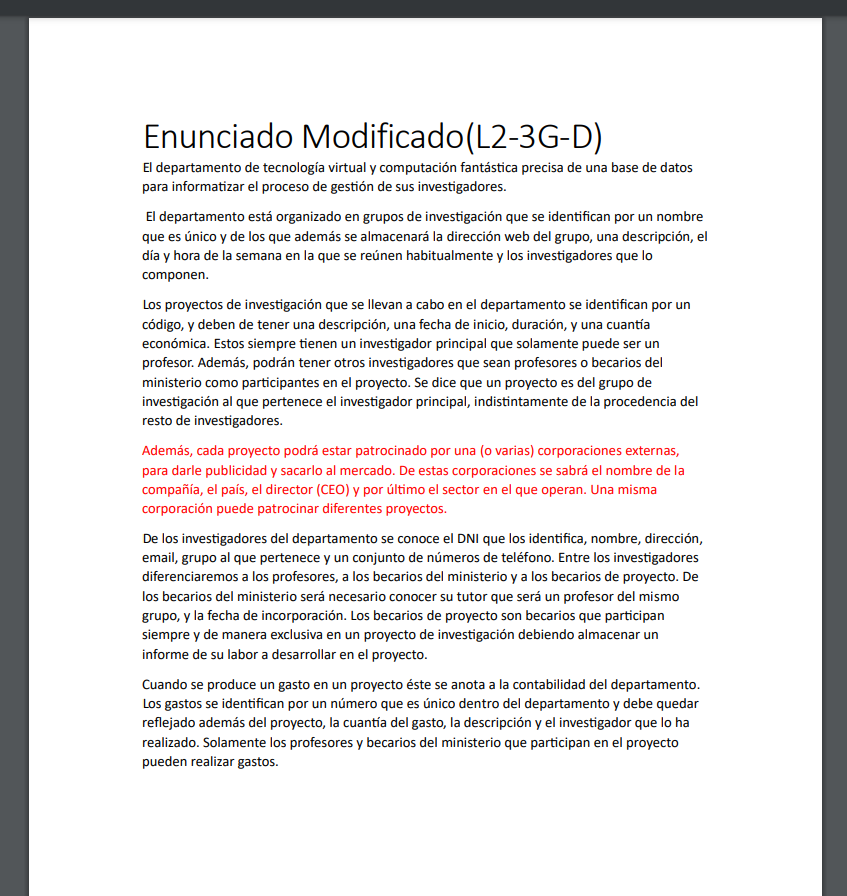 Enunciado Modificado(L2-3G-D)
El departamento de tecnología virtual y computación fantástica precisa de una base de datos
para informatizar el proceso de gestión de sus investigadores.
El departamento está organizado en grupos de investigación que se identifican por un nombre
que es único y de los que además se almacenará la dirección web del grupo, una descripción, el
día y hora de la semana en la que se reúnen habitualmente y los investigadores que lo
componen.
Los proyectos de investigación que se llevan a cabo en el departamento se identifican por un
código, y deben de tener una descripción, una fecha de inicio, duración, y una cuantía
económica. Estos siempre tienen un investigador principal que solamente puede ser un
profesor. Además, podrán tener otros investigadores que sean profesores o becarios del
ministerio como participantes en el proyecto. Se dice que un proyecto es del grupo de
investigación al que pertenece el investigador principal, indistintamente de la procedencia del
resto de investigadores.
Además, cada proyecto podrá estar patrocinado por una (o varias) corporaciones externas,
para darle publicidad y sacarlo al mercado. De estas corporaciones se sabrá el nombre de la
compañía, el país, el director (CEO) y por último el sector en el que operan. Una misma
corporación puede patrocinar diferentes proyectos.
De los investigadores del departamento se conoce el DNI que los identifica, nombre, dirección,
email, grupo al que pertenece y un conjunto de números de teléfono. Entre los investigadores
diferenciaremos a los profesores, a los becarios del ministerio y a los becarios de proyecto. De
los becarios del ministerio será necesario conocer su tutor que será un profesor del mismo
grupo, y la fecha de incorporación. Los becarios de proyecto son becarios que participan
siempre y de manera exclusiva en un proyecto de investigación debiendo almacenar un
informe de su labor a desarrollar en el proyecto.
Cuando se produce un gasto en un proyecto éste se anota a la contabilidad del departamento.
Los gastos se identifican por un número que es único dentro del departamento y debe quedar
reflejado además del proyecto, la cuantía del gasto, la descripción y el investigador que lo ha
realizado. Solamente los profesores y becarios del ministerio que participan en el proyecto
pueden realizar gastos.